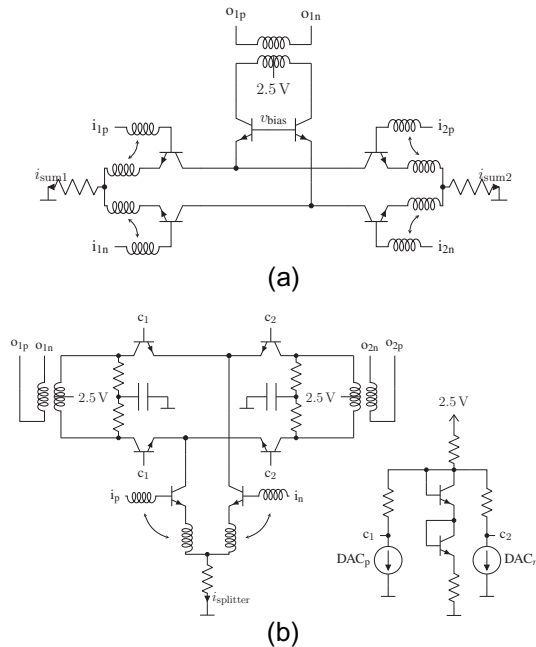 o1p o1n
2.5 V
vbias
i1p i2p
isum1 isum2
i1n i2n
(a)
c1 c2
o1p o1n o2n o2p
2.5 V 2.5 V
c1 c2
ip in
isplitter
2.5 V
c1 c2
DACp DACn
(b)